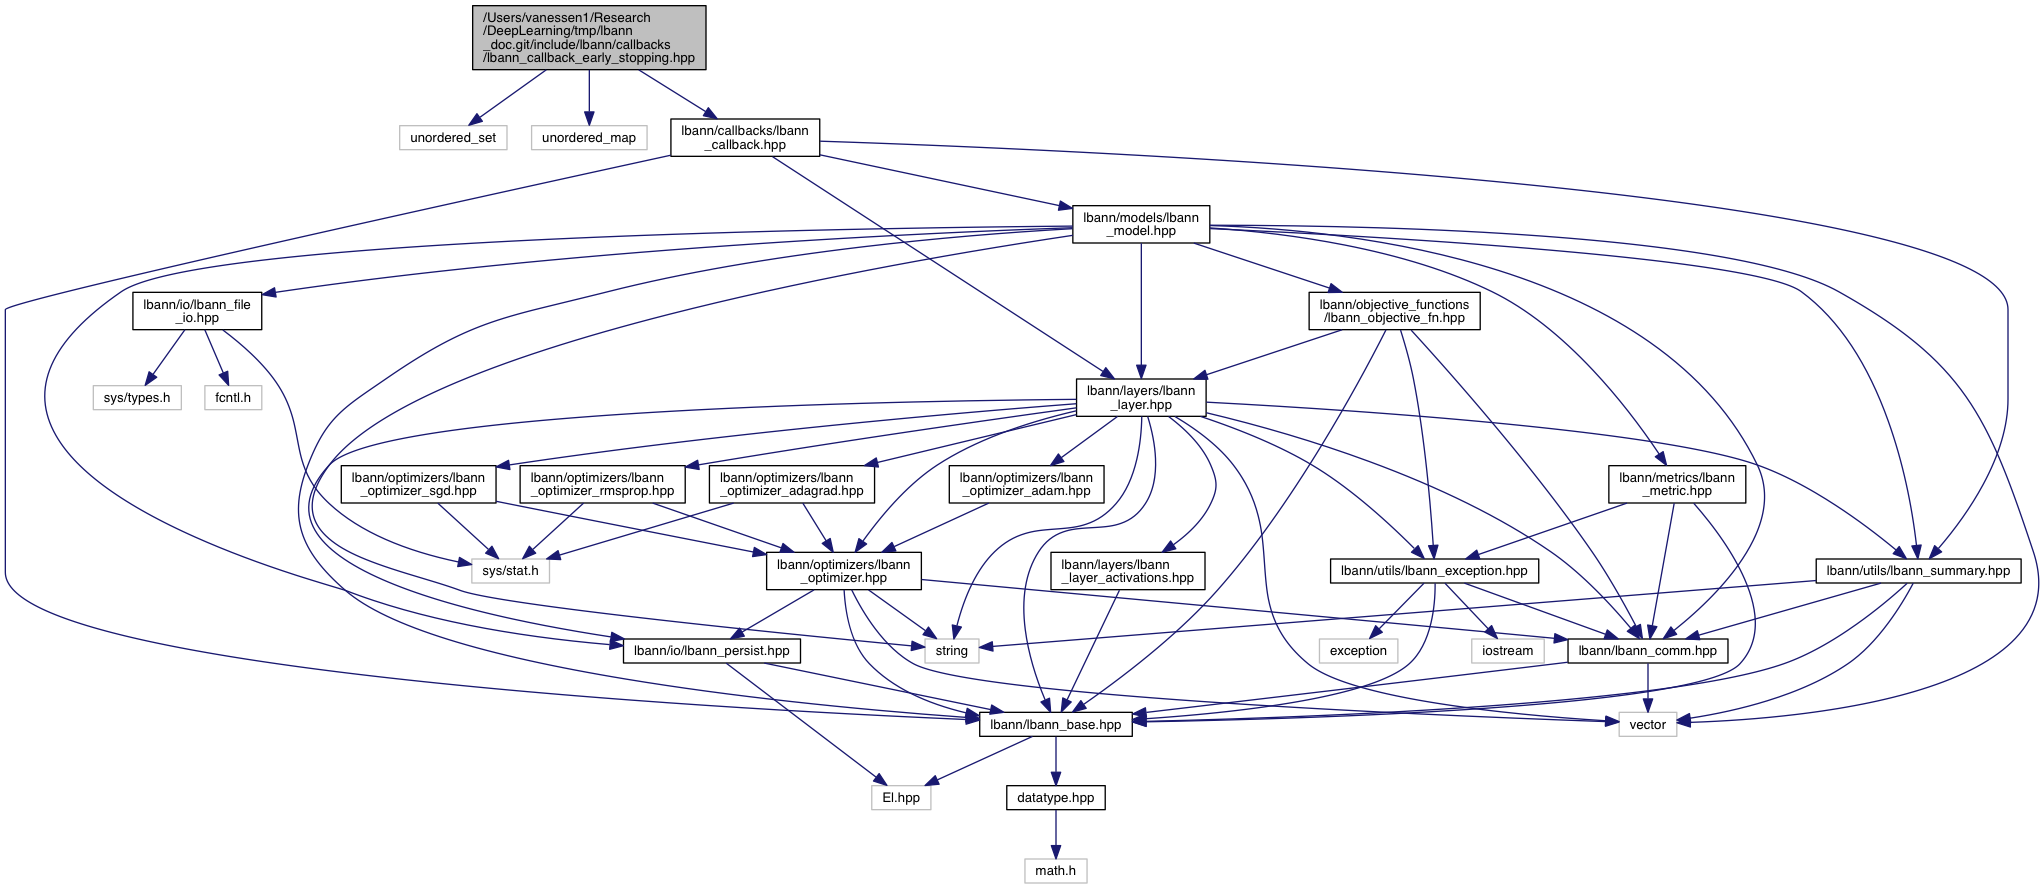 /Users/vanessen1/Research
/DeepLearning/tmp/lbann
_doc.git/include/lbann/callbacks
/lbann_callback_early_stopping.hpp
unordered_set
unordered_map
lbann/callbacks/lbann
_callback.hpp
lbann/models/lbann
_model.hpp
lbann/io/lbann_file
_io.hpp
lbann/objective_functions
/lbann_objective_fn.hpp
sys/types.h
fcntl.h
lbann/layers/lbann
_layer.hpp
lbann/optimizers/lbann
_optimizer_sgd.hpp
lbann/optimizers/lbann
_optimizer_rmsprop.hpp
lbann/optimizers/lbann
_optimizer_adagrad.hpp
lbann/optimizers/lbann
_optimizer_adam.hpp
lbann/metrics/lbann
_metric.hpp
sys/stat.h
lbann/optimizers/lbann
_optimizer.hpp
lbann/layers/lbann
_layer_activations.hpp
lbann/utils/lbann_exception.hpp
lbann/utils/lbann_summary.hpp
lbann/io/lbann_persist.hpp
string
exception
iostream
lbann/lbann_comm.hpp
lbann/lbann_base.hpp
vector
El.hpp
datatype.hpp
math.h